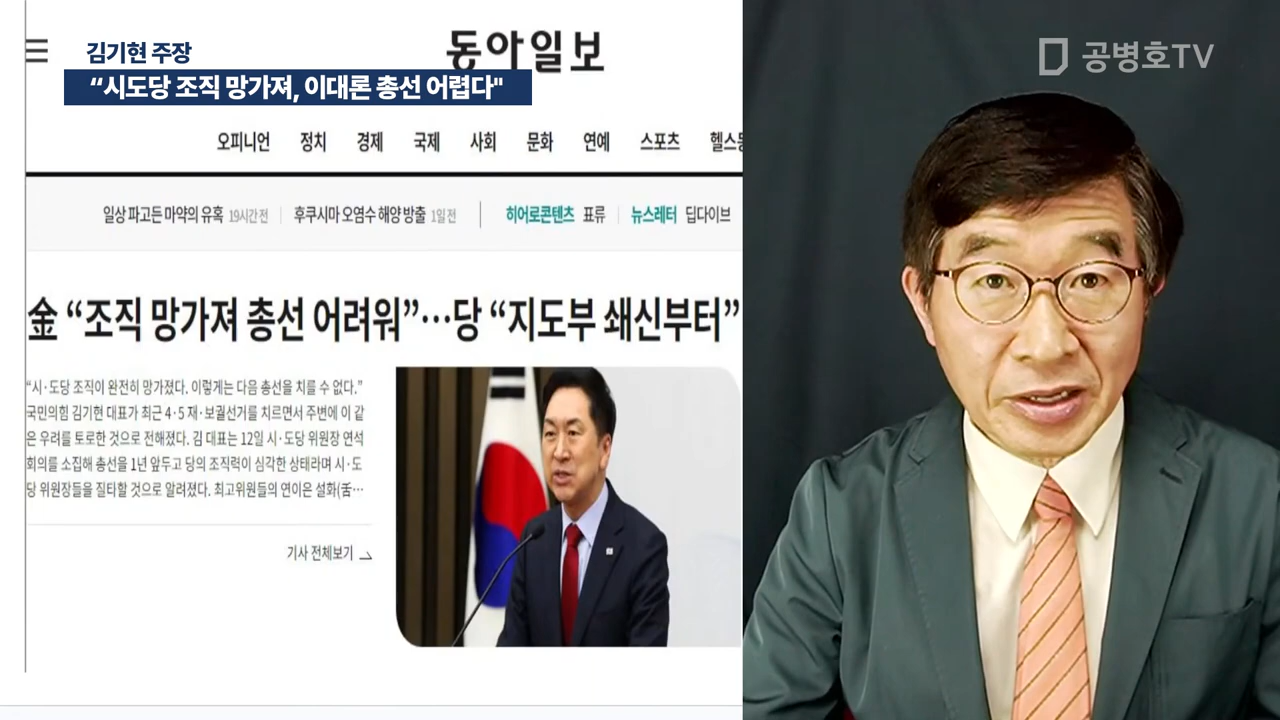 김기현 주장
“시도당 조직 망가져, 이대론 총선 어렵다"
동아일보
공병호TV
오피니언 정치 경제 국제 사회 문화 연예 스포츠
일상 파고든 마약의 유혹 19시간 전 후쿠시마 오염수 해양 방출 1일 전 히어로콘텐츠 표류 뉴스레터 딥다이브
金 “조직 망가져 총선 어려워”…당 “지도부 쇄신부터”
“시·도당 조직이 완전히 망가졌다. 이렇게는 다음 총선을 치를 수 없다.”
국민의힘 김기현 대표가 최근 4·5 재·보궐선거를 치르면서 주변에 이 같
은 우려를 토로한 것으로 전해졌다. 김 대표는 12일 시·도당 위원장 연석
회의를 소집해 총선을 1년 앞두고 당의 조직력이 심각한 상태라며 시·도
당 위원장들을 질타할 것으로 알려졌다. 최고위원들의 연이은 설화(舌…
기사 전체보기